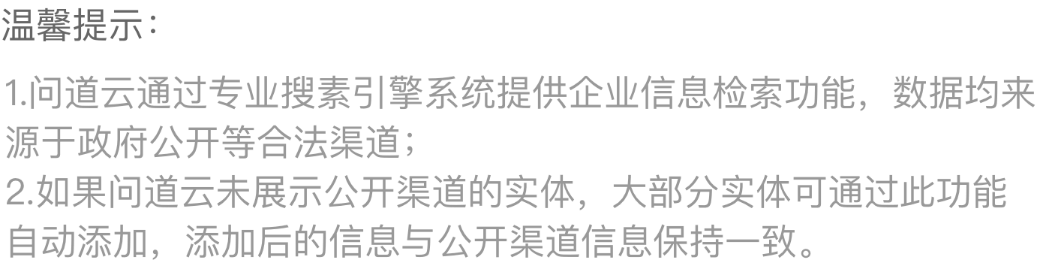 温馨提示：
1.问道云通过专业搜素引擎系统提供企业信息检索功能，数据均来
源于政府公开等合法渠道；
2.如果问道云未展示公开渠道的实体，大部分实体可通过此功能
自动添加，添加后的信息与公开渠道信息保持一致。